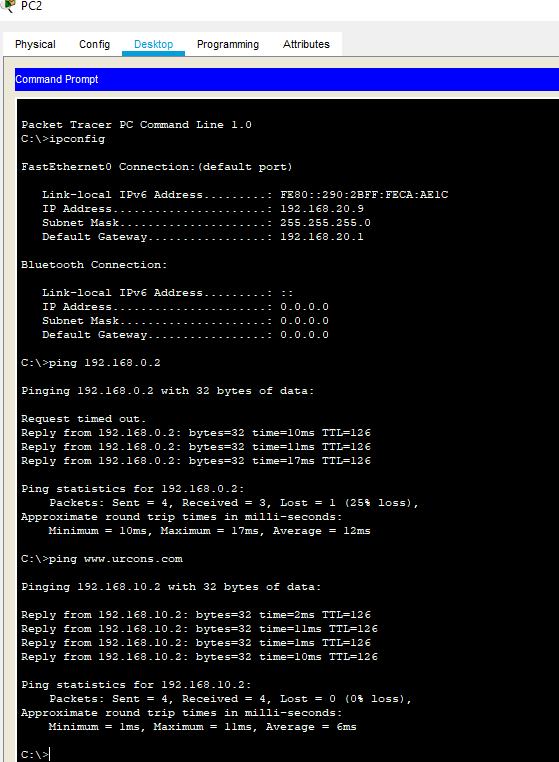 PC2
Physical Config Desktop Programming Attributes
Command Prompt
Packet Tracer PC Command Line 1.0
C:\>ipconfig
FastEthernet0 Connection:(default port)
Link-local IPv6 Address.........: FE80::290:2BFF:FECA:AE1C
IP Address......................: 192.168.20.9
Subnet Mask.....................: 255.255.255.0
Default Gateway.................: 192.168.20.1
Bluetooth Connection:
Link-local IPv6 Address.........: ::
IP Address......................: 0.0.0.0
Subnet Mask.....................: 0.0.0.0
Default Gateway.................: 0.0.0.0
C:\>ping 192.168.0.2
Pinging 192.168.0.2 with 32 bytes of data:
Request timed out.
Reply from 192.168.0.2: bytes=32 time=10ms TTL=126
Reply from 192.168.0.2: bytes=32 time=11ms TTL=126
Reply from 192.168.0.2: bytes=32 time=17ms TTL=126
Ping statistics for 192.168.0.2:
Packets: Sent = 4, Received = 3, Lost = 1 (25% loss),
Approximate round trip times in milli-seconds:
Minimum = 10ms, Maximum = 17ms, Average = 12ms
C:\>ping www.urcons.com
Pinging 192.168.10.2 with 32 bytes of data:
Reply from 192.168.10.2: bytes=32 time=2ms TTL=126
Reply from 192.168.10.2: bytes=32 time=11ms TTL=126
Reply from 192.168.10.2: bytes=32 time=1ms TTL=126
Reply from 192.168.10.2: bytes=32 time=10ms TTL=126
Ping statistics for 192.168.10.2:
Packets: Sent = 4, Received = 4, Lost = 0 (0% loss),
Approximate round trip times in milli-seconds:
Minimum = 1ms, Maximum = 11ms, Average = 6ms
C:\>